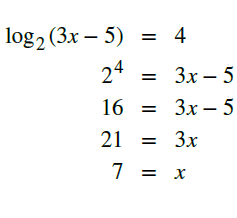 log₂(3x – 5) = 4
2⁴ = 3x – 5
16 = 3x – 5
21 = 3x
7 = x